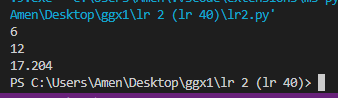 Amen\Desktop\ggx1\lr 2 (lr 40)\lr2.py'
6
12
17.204
PS C:\Users\Amen\Desktop\ggx1\lr 2 (lr 40)>